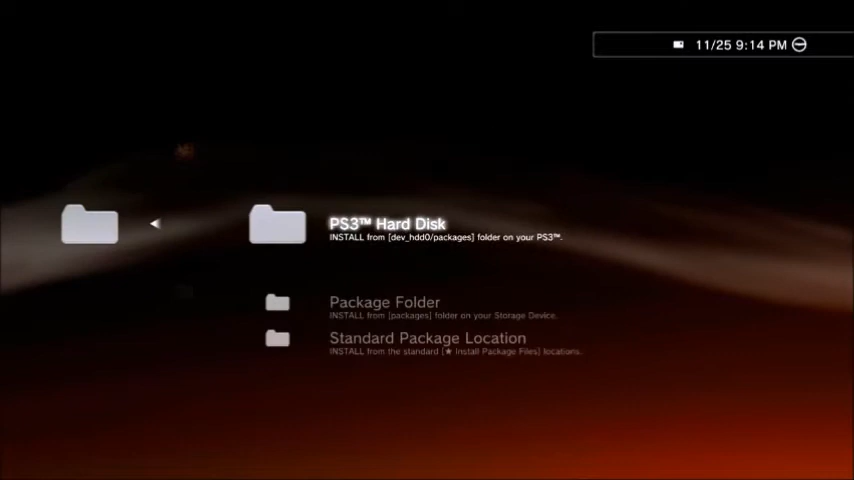 11/25 9:14 PM
PS3™ Hard Disk
INSTALL from [dev_hdd0/packages] folder on your PS3™.
Package Folder
INSTALL from [packages] folder on your Storage Device.
Standard Package Location
INSTALL from the standard [★ Install Package Files] locations.